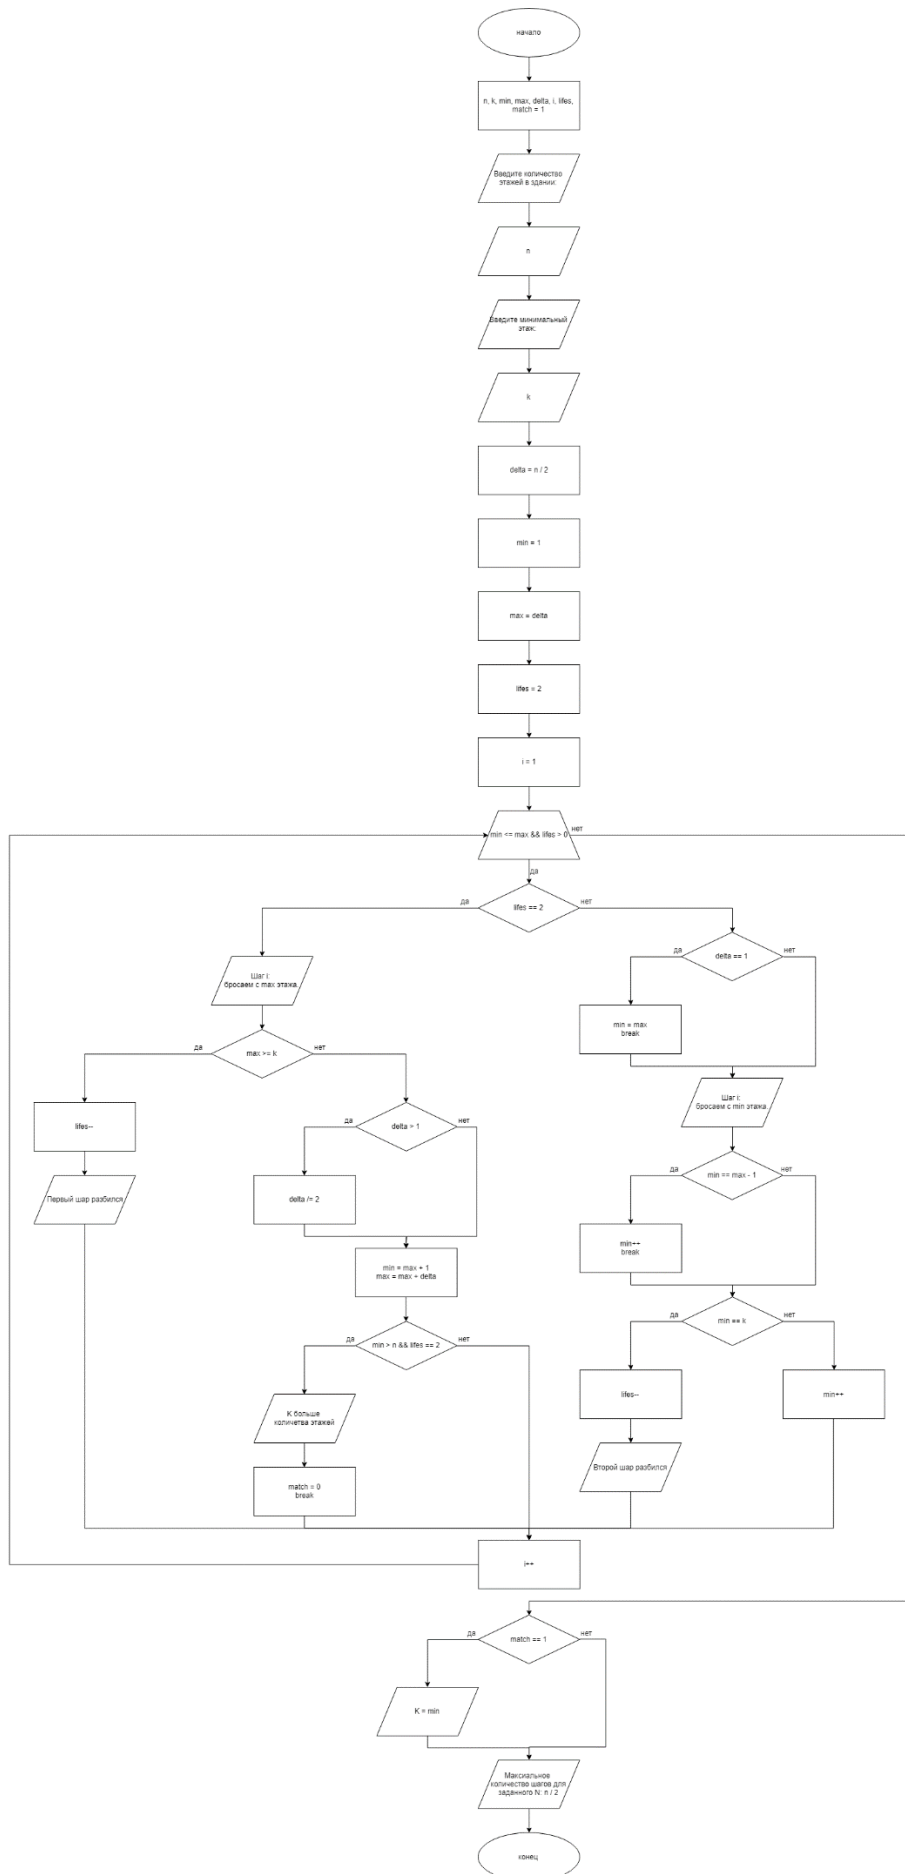 начало
n, k, min, max, delta, i, lifes,
match = 1
Введите количество
этажей в здании:
n
Введите минимальный
этаж:
k
delta = n / 2
min = 1
max = delta
lifes = 2
i = 1
min <= max && lifes > 0
нет
да
да
lifes == 2
нет
да
delta == 1
нет
Шаг i:
бросаем с max этажа.
min = max
break
да
max >= k
нет
Шаг i:
бросаем с min этажа.
lifes--
да
delta > 1
нет
да
min == max - 1
нет
Первый шар разбился
delta /= 2
min++
break
min = max + 1
max = max + delta
да
min == k
нет
да
min > n && lifes == 2
нет
lifes--
min++
K больше
количетва этажей
Второй шар разбился
match = 0
break
i++
да
match == 1
нет
K = min
Максиальное
количество шагов для
заданного N: n / 2
конец